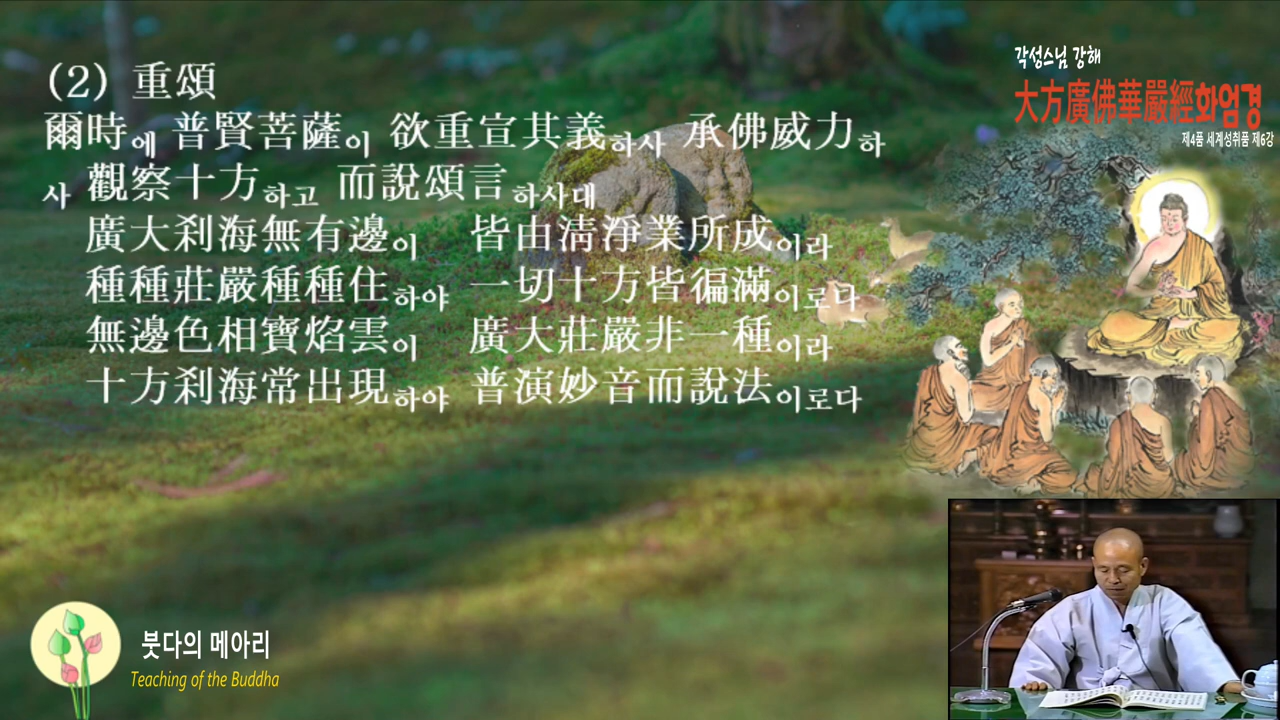 (2) 重頌
爾時에 普賢菩薩이 欲重宣其義하사 承佛威力하
사 觀察十方하고 而說頌言하사대
廣大刹海無有邊이 皆由淸淨業所成이라
種種莊嚴種種住하야 一切十方皆徧滿이로다
無邊色相寶焰雲이 廣大莊嚴非一種이라
十方刹海常出現하야 普演妙音而說法이로다
각성스님 강해
大方廣佛華嚴經화엄경
제4품 세계성취품 제6강
붓다의 메아리
Teaching of the Buddha